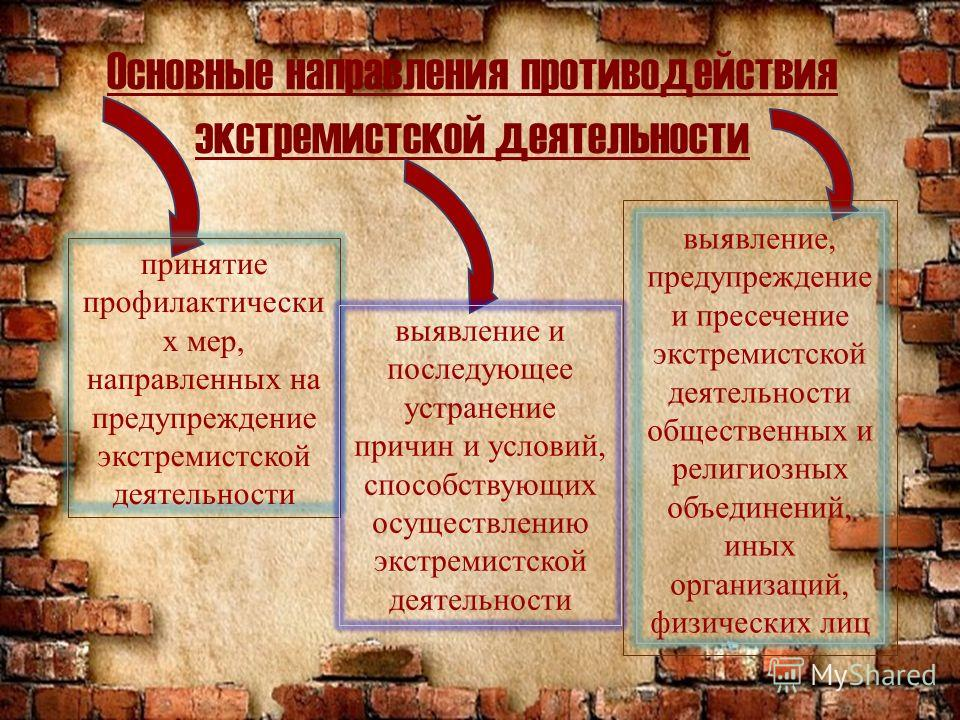 Основные направления противодействия
экстремистской деятельности
принятие
профилактически
х мер,
направленных на
предупреждение
экстремистской
деятельности
выявление и
последующее
устранение
причин и условий,
способствующих
осуществлению
экстремистской
деятельности
выявление,
предупреждение
и пресечение
экстремистской
деятельности
общественных и
религиозных
объединений,
иных
организаций,
физических лиц
MyShared